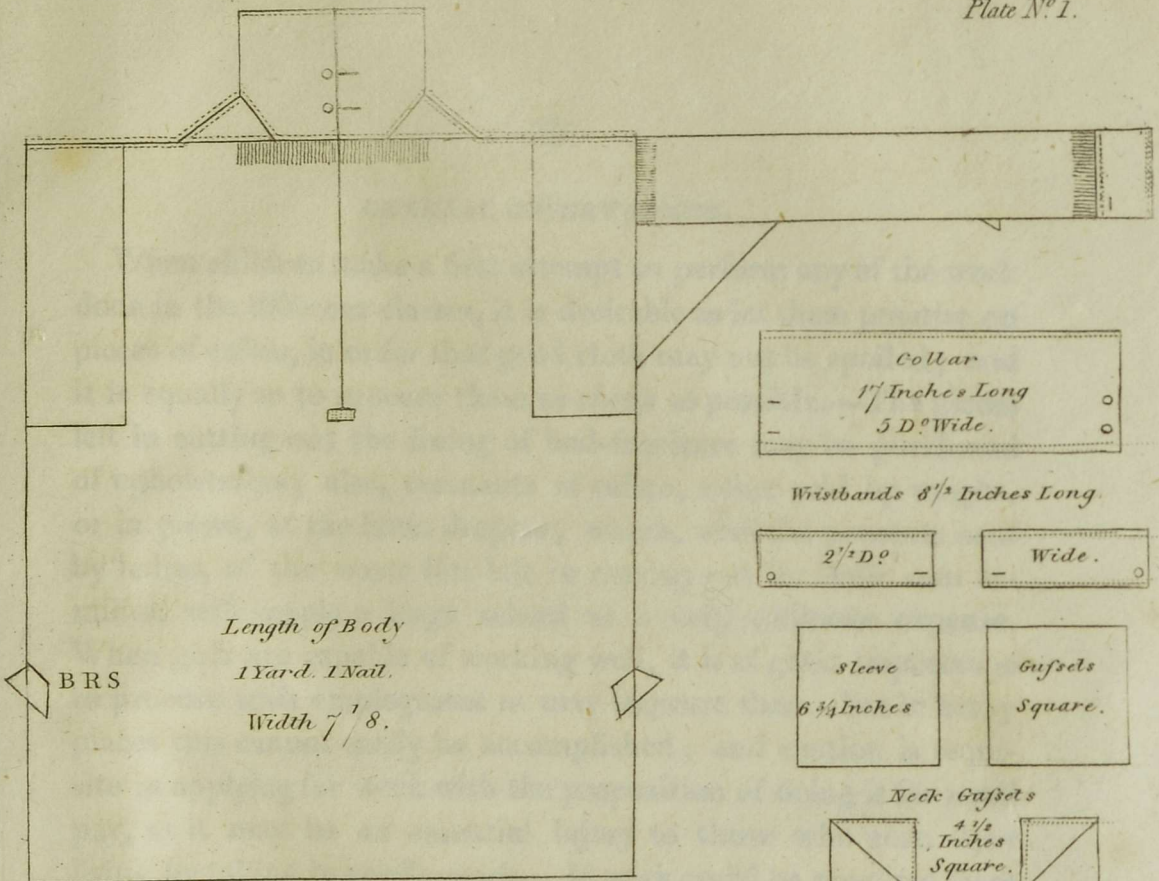 Plate Nº 1.
Collar
17 Inches Long
5 Dº Wide.
Wristbands 8 1/2 Inches Long.
2 1/2 Dº
Wide.
Sleeve
6 3/4 Inches
Guſsets
Square.
Neck Guſsets
4 1/2
Inches
Square.
BRS
Length of Body
1 Yard. 1 Nail.
Width 7/8.